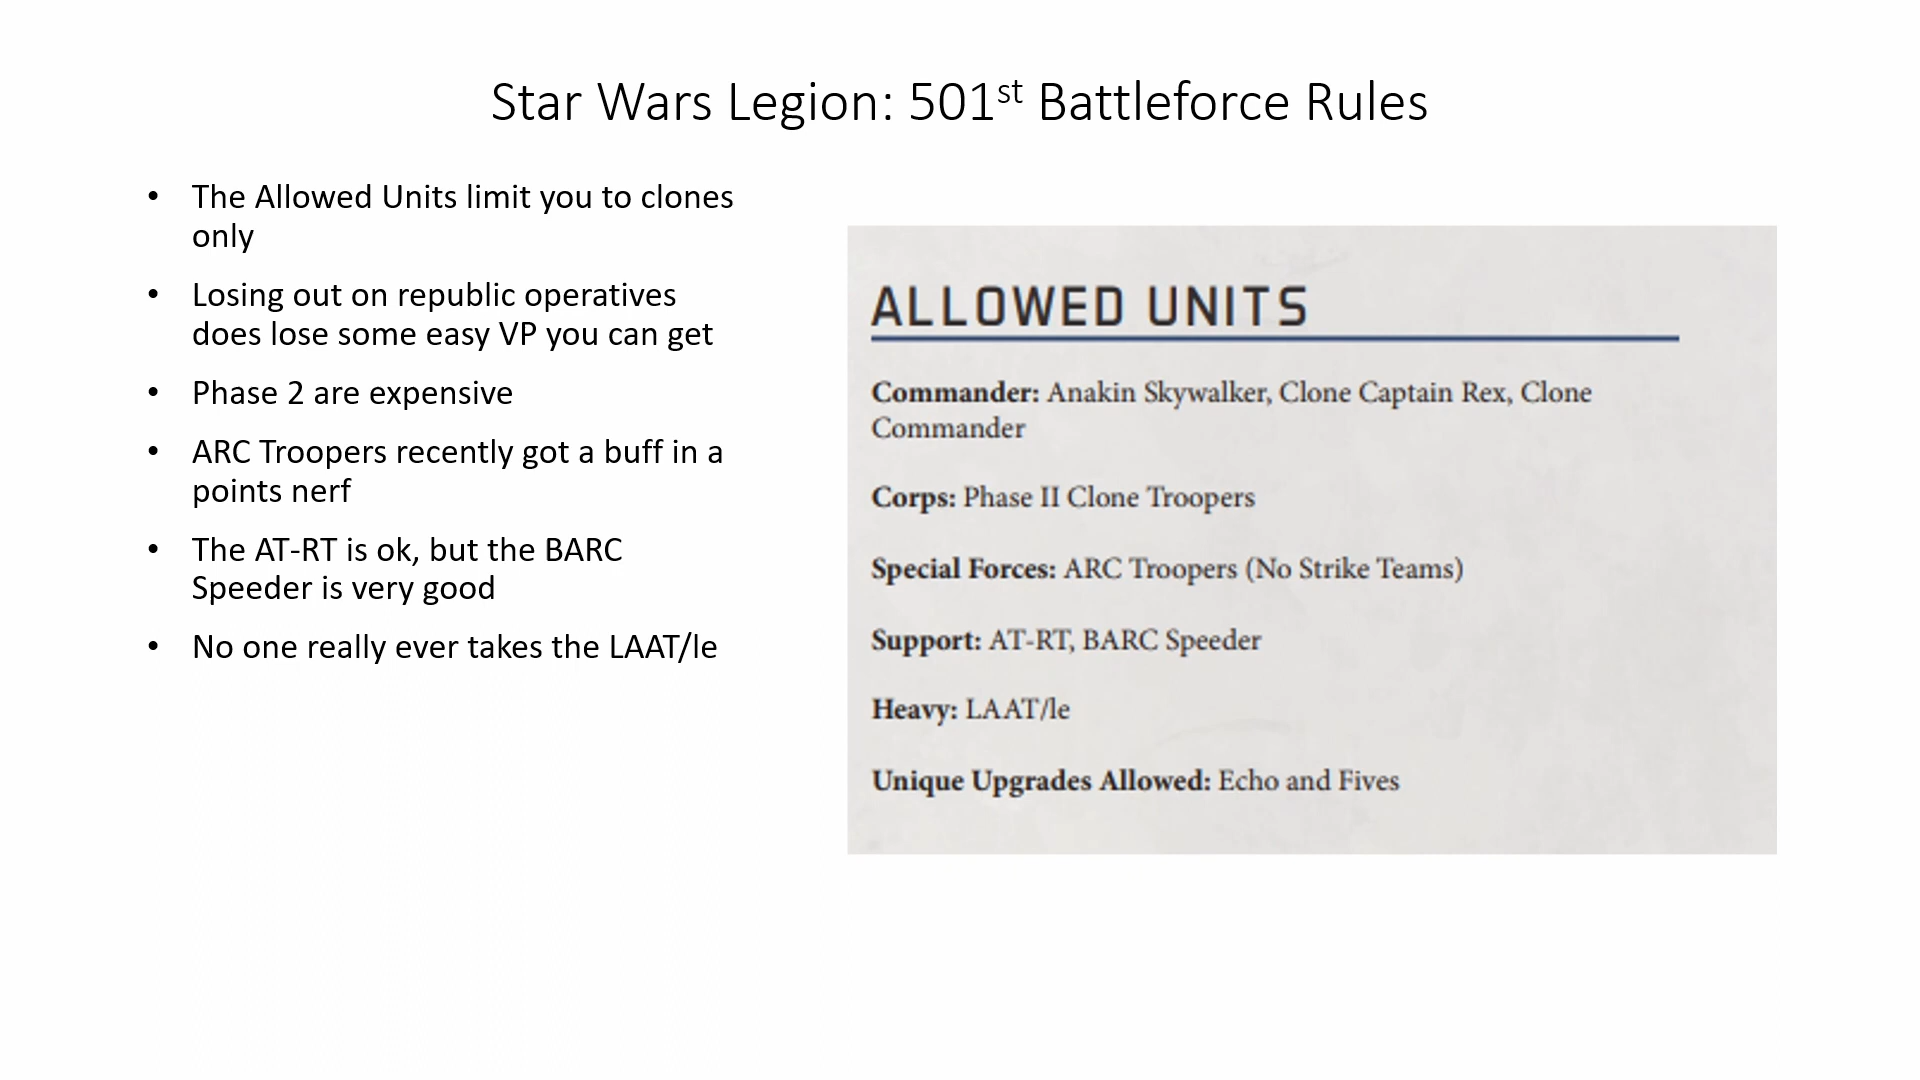 Star Wars Legion: 501st Battleforce Rules
• The Allowed Units limit you to clones
only
• Losing out on republic operatives
does lose some easy VP you can get
• Phase 2 are expensive
• ARC Troopers recently got a buff in a
points nerf
• The AT-RT is ok, but the BARC
Speeder is very good
• No one really ever takes the LAAT/le
ALLOWED UNITS
Commander: Anakin Skywalker, Clone Captain Rex, Clone
Commander
Corps: Phase II Clone Troopers
Special Forces: ARC Troopers (No Strike Teams)
Support: AT-RT, BARC Speeder
Heavy: LAAT/le
Unique Upgrades Allowed: Echo and Fives